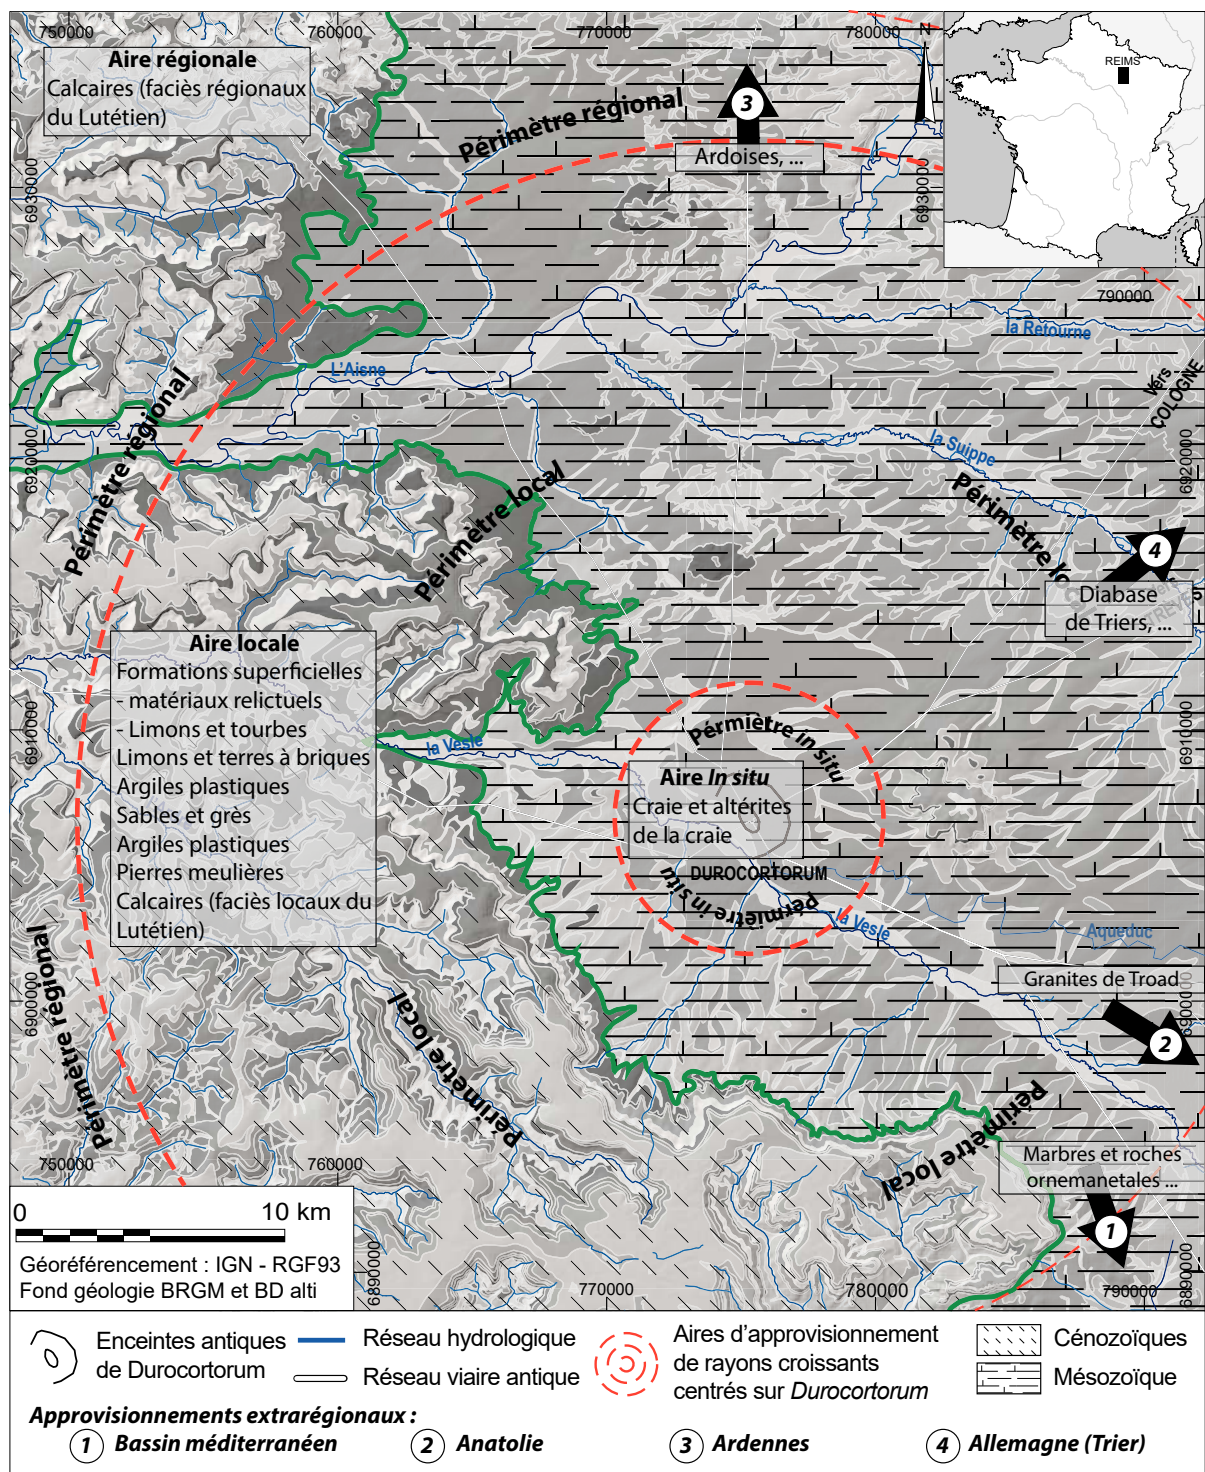 750000
760000
770000
780000
N
REIMS
Aire régionale
Calcaires (faciès régionaux
du Lutétien)
Périmètre régional
3
Ardoises, ...
6930000
6930000
790000
la Retourne
L'Aisne
Vers
COLOGNE
la Suippe
6920000
6920000
Périmètre régional
Périmètre local
Périmètre lo
4
Diabase
de Triers, ...
Aire locale
Formations superficielles
- matériaux relictuels
- Limons et tourbes
Limons et terres à briques
Argiles plastiques
Sables et grès
Argiles plastiques
Pierres meulières
Calcaires (faciès locaux du
Lutétien)
6910000
6910000
la Vesle
Pérmiètre in situ
Aire In situ
Craie et altérites
de la craie
DUROCORTORUM
Pérmiètre in situ
la Vesle
Aqueduc
Granites de Troad
2
6900000
6900000
Périmètre régional
Périmètre local
Périmètre local
Périmètre local
Périmètre local
Marbres et roches
ornemanetales ...
1
750000
760000
770000
780000
790000
6890000
6890000
0 10 km
Géoréférencement : IGN - RGF93
Fond géologie BRGM et BD alti
Enceintes antiques
de Durocortorum
Réseau hydrologique
Réseau viaire antique
Aires d'approvisionnement
de rayons croissants
centrés sur Durocortorum
Cénozoïques
Mésozoïque
Approvisionnements extrarégionaux :
1 Bassin méditerranéen
2 Anatolie
3 Ardennes
4 Allemagne (Trier)